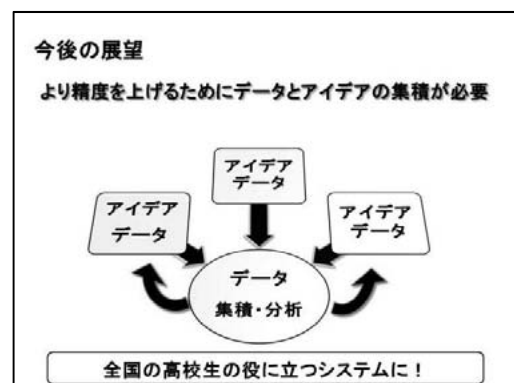 今後の展望
より精度を上げるためにデータとアイデアの集積が必要
アイデア
データ
アイデア
データ
アイデア
データ
データ
集積・分析
全国の高校生の役に立つシステムに!